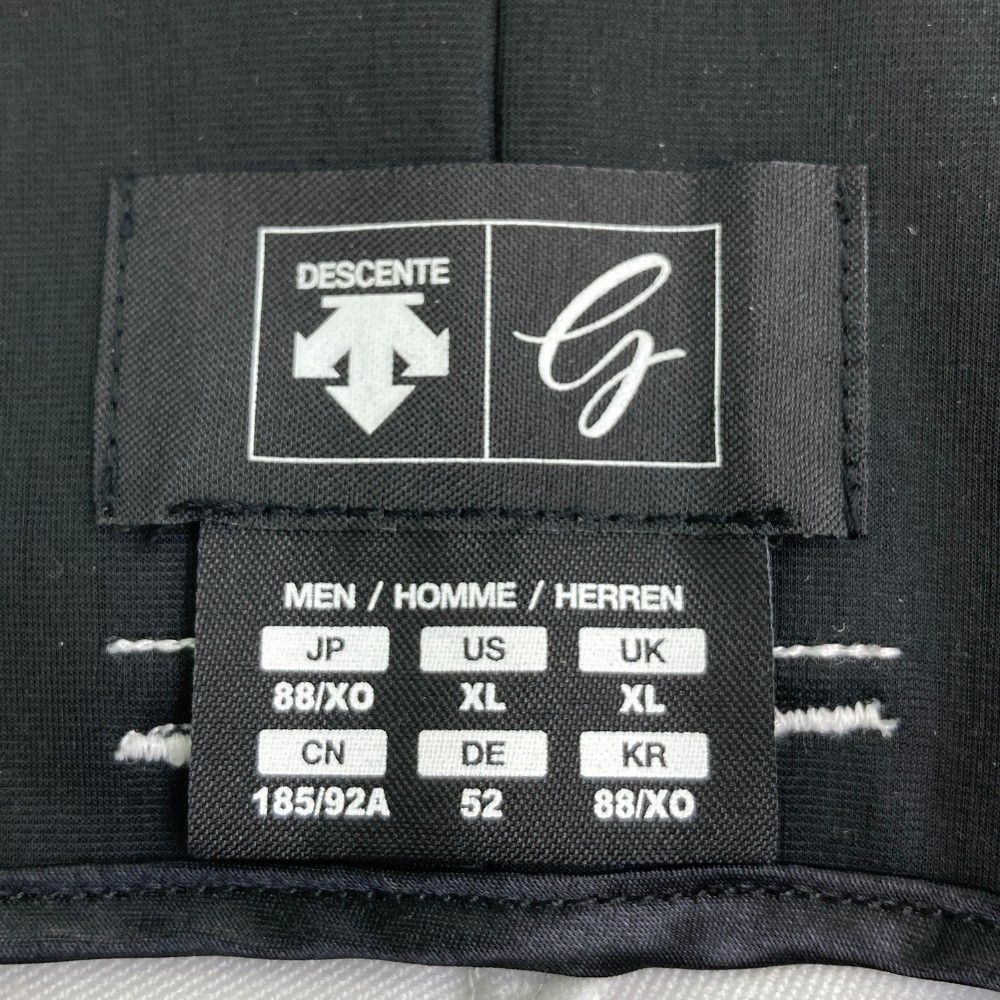 DESCENTE
G
MEN / HOMME / HERREN
JP US UK
88/XO XL XL
CN DE KR
185/92A 52 88/XO